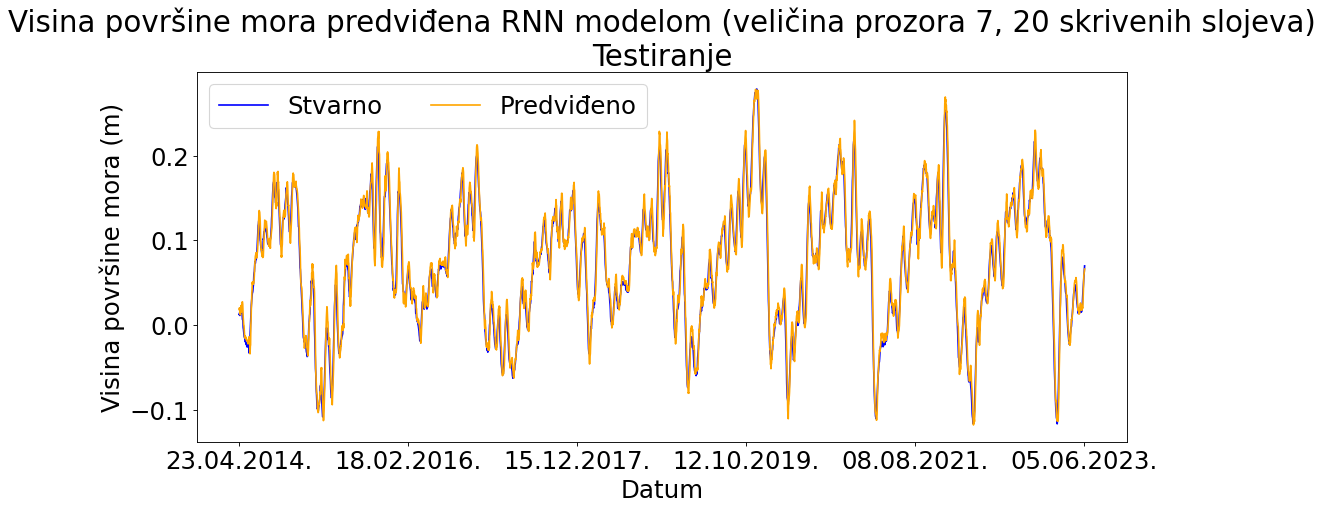 Visina površine mora predviđena RNN modelom (veličina prozora 7, 20 skrivenih slojeva)
Testiranje
Stvarno
Predviđeno
Visina površine mora (m)
0.2
0.1
0.0
−0.1
23.04.2014.
18.02.2016.
15.12.2017.
12.10.2019.
08.08.2021.
05.06.2023.
Datum